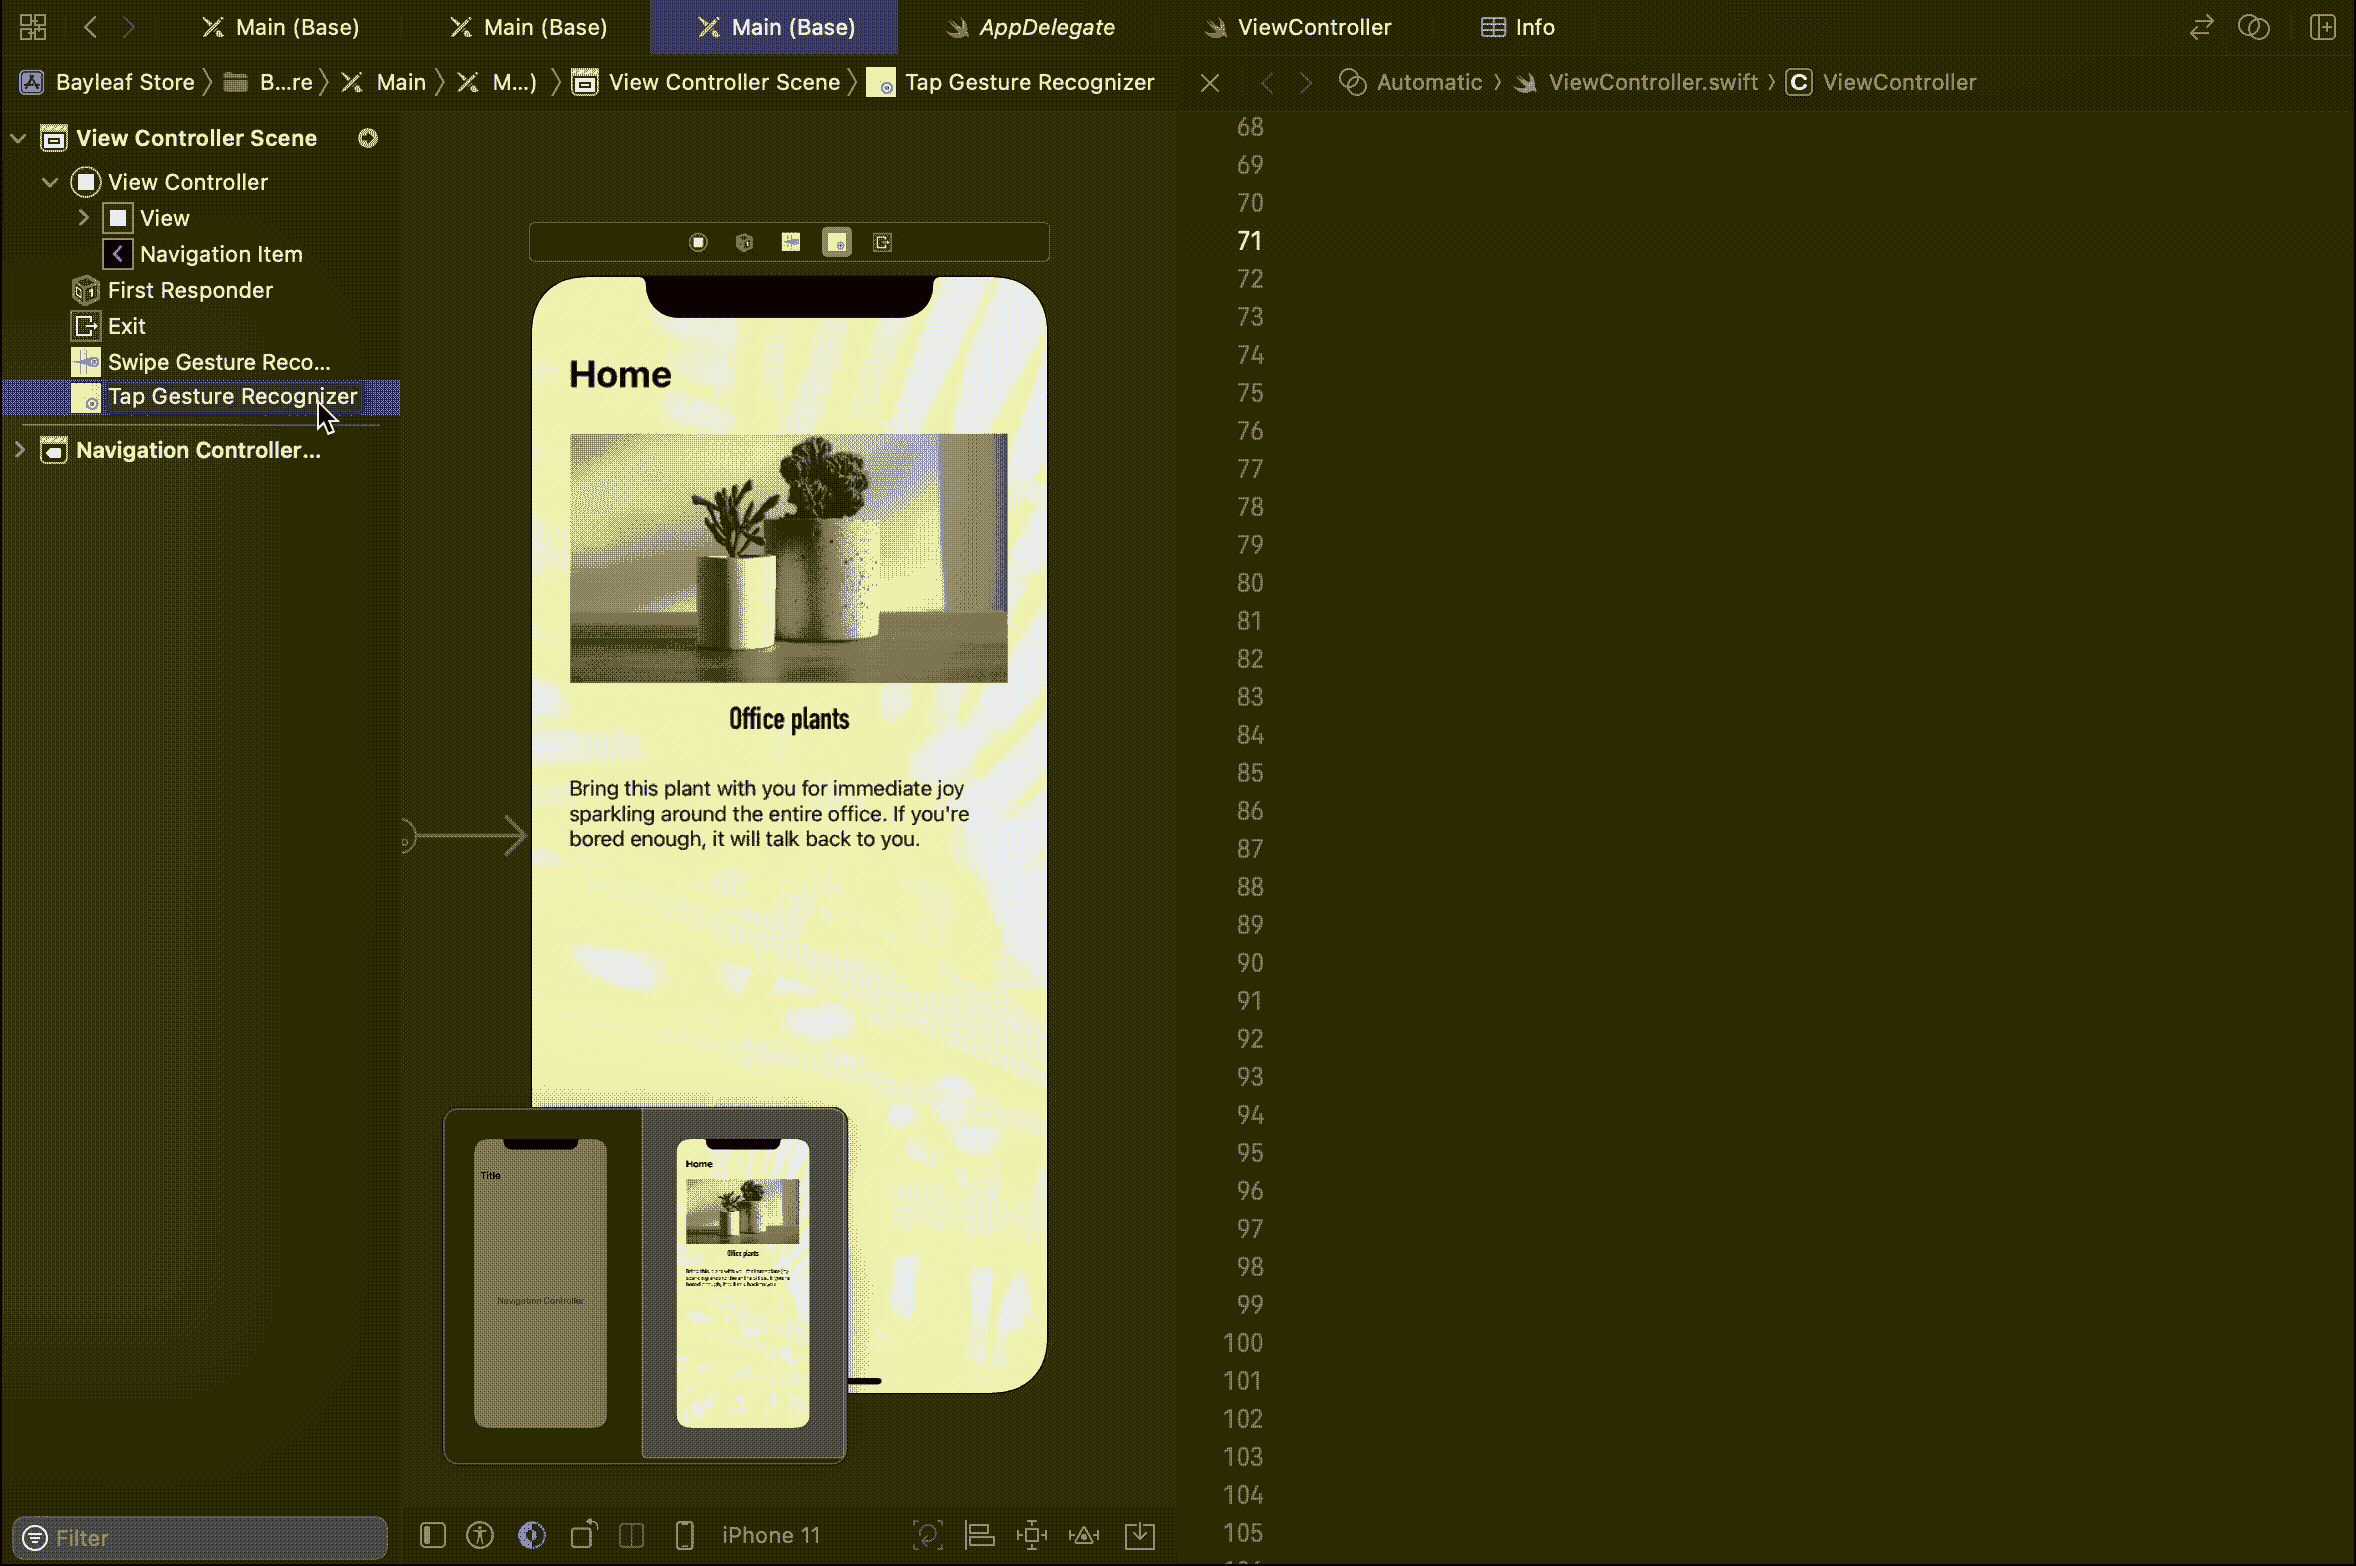 Main (Base)
Main (Base)
Main (Base)
AppDelegate
ViewController
Info
Bayleaf Store
B...re
Main
M...)
View Controller Scene
Tap Gesture Recognizer
Automatic
ViewController.swift
C
ViewController
View Controller Scene
View Controller
View
Navigation Item
First Responder
Exit
Swipe Gesture Reco...
Tap Gesture Recognizer
Navigation Controller...
Home
Office plants
Bring this plant with you for immediate joy
sparkling around the entire office. If you're
bored enough, it will talk back to you.
Title
Navigation Controller
Home
Office plants
Filter
iPhone 11
68
69
70
71
72
73
74
75
76
77
78
79
80
81
82
83
84
85
86
87
88
89
90
91
92
93
94
95
96
97
98
99
100
101
102
103
104
105